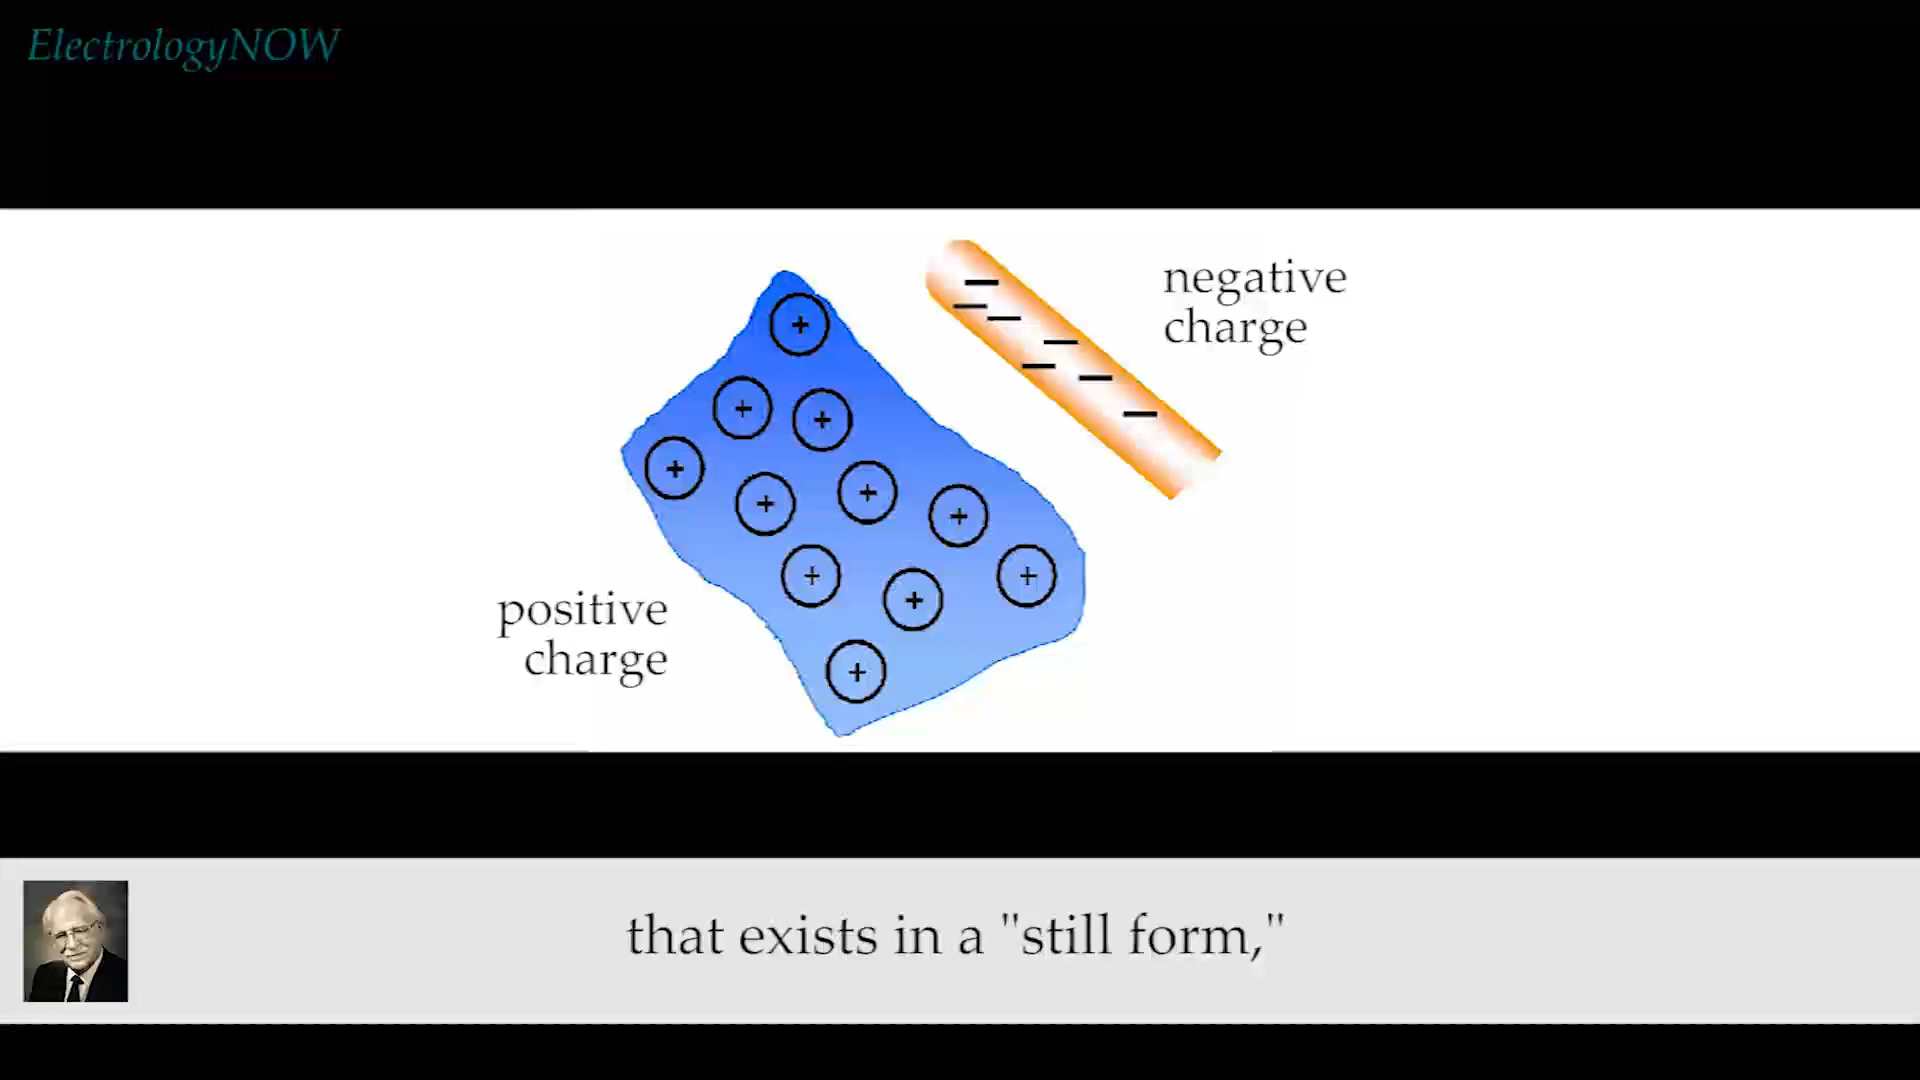 ElectrologyNOW
negative
charge
positive
charge
that exists in a "still form,"